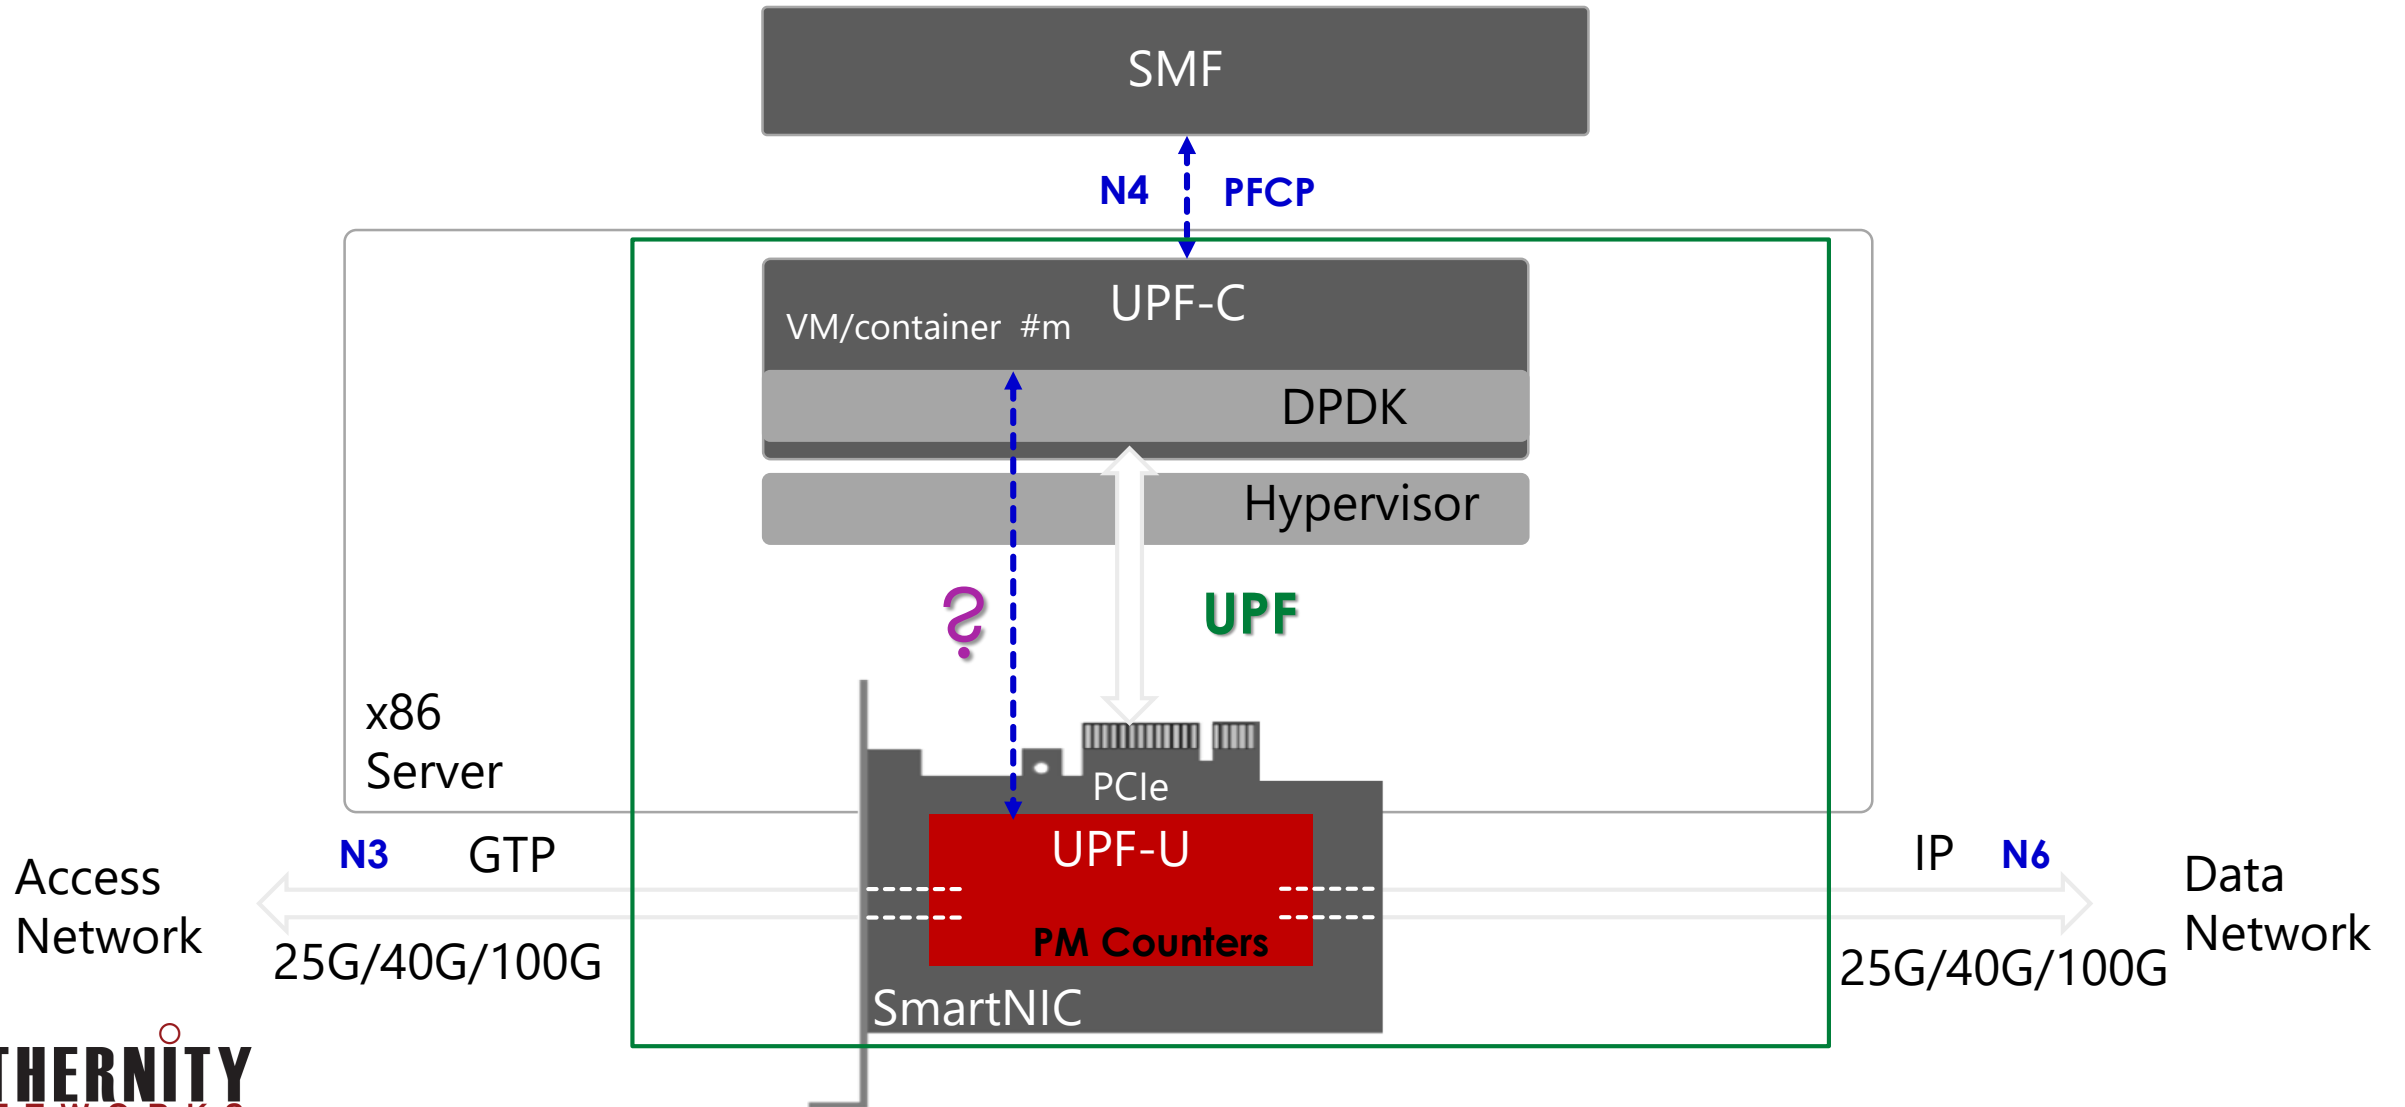 SMF
N4 PFCP
UPF-C
VM/container #m
DPDK
Hypervisor
?
UPF
x86
Server
PCIe
UPF-U
PM Counters
SmartNIC
N3 GTP
Access
Network
25G/40G/100G
IP N6
Data
Network
25G/40G/100G
THERNITY